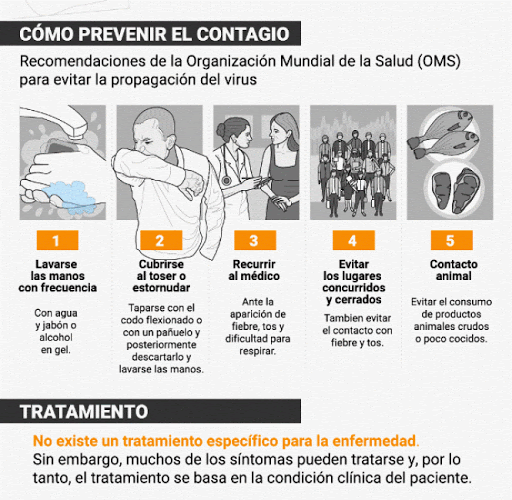 CÓMO PREVENIR EL CONTAGIO
Recomendaciones de la Organización Mundial de la Salud (OMS)
para evitar la propagación del virus
1
Lavarse
las manos
con frecuencia
Con agua
y jabón o
alcohol
en gel.
2
Cubrirse
al toser o
estornudar
Taparse con el
codo flexionado o
con un pañuelo y
posteriormente
descartarlo y
lavarse las manos.
3
Recurrir
al médico
Ante la
aparición de
fiebre, tos y
dificultad para
respirar.
4
Evitar
los lugares
concurridos
y cerrados
Tambien evitar
el contacto con
fiebre y tos.
5
Contacto
animal
Evitar el consumo
de productos
animales crudos
o poco cocidos.
TRATAMIENTO
No existe un tratamiento específico para la enfermedad.
Sin embargo, muchos de los síntomas pueden tratarse y, por lo
tanto, el tratamiento se basa en la condición clínica del paciente.